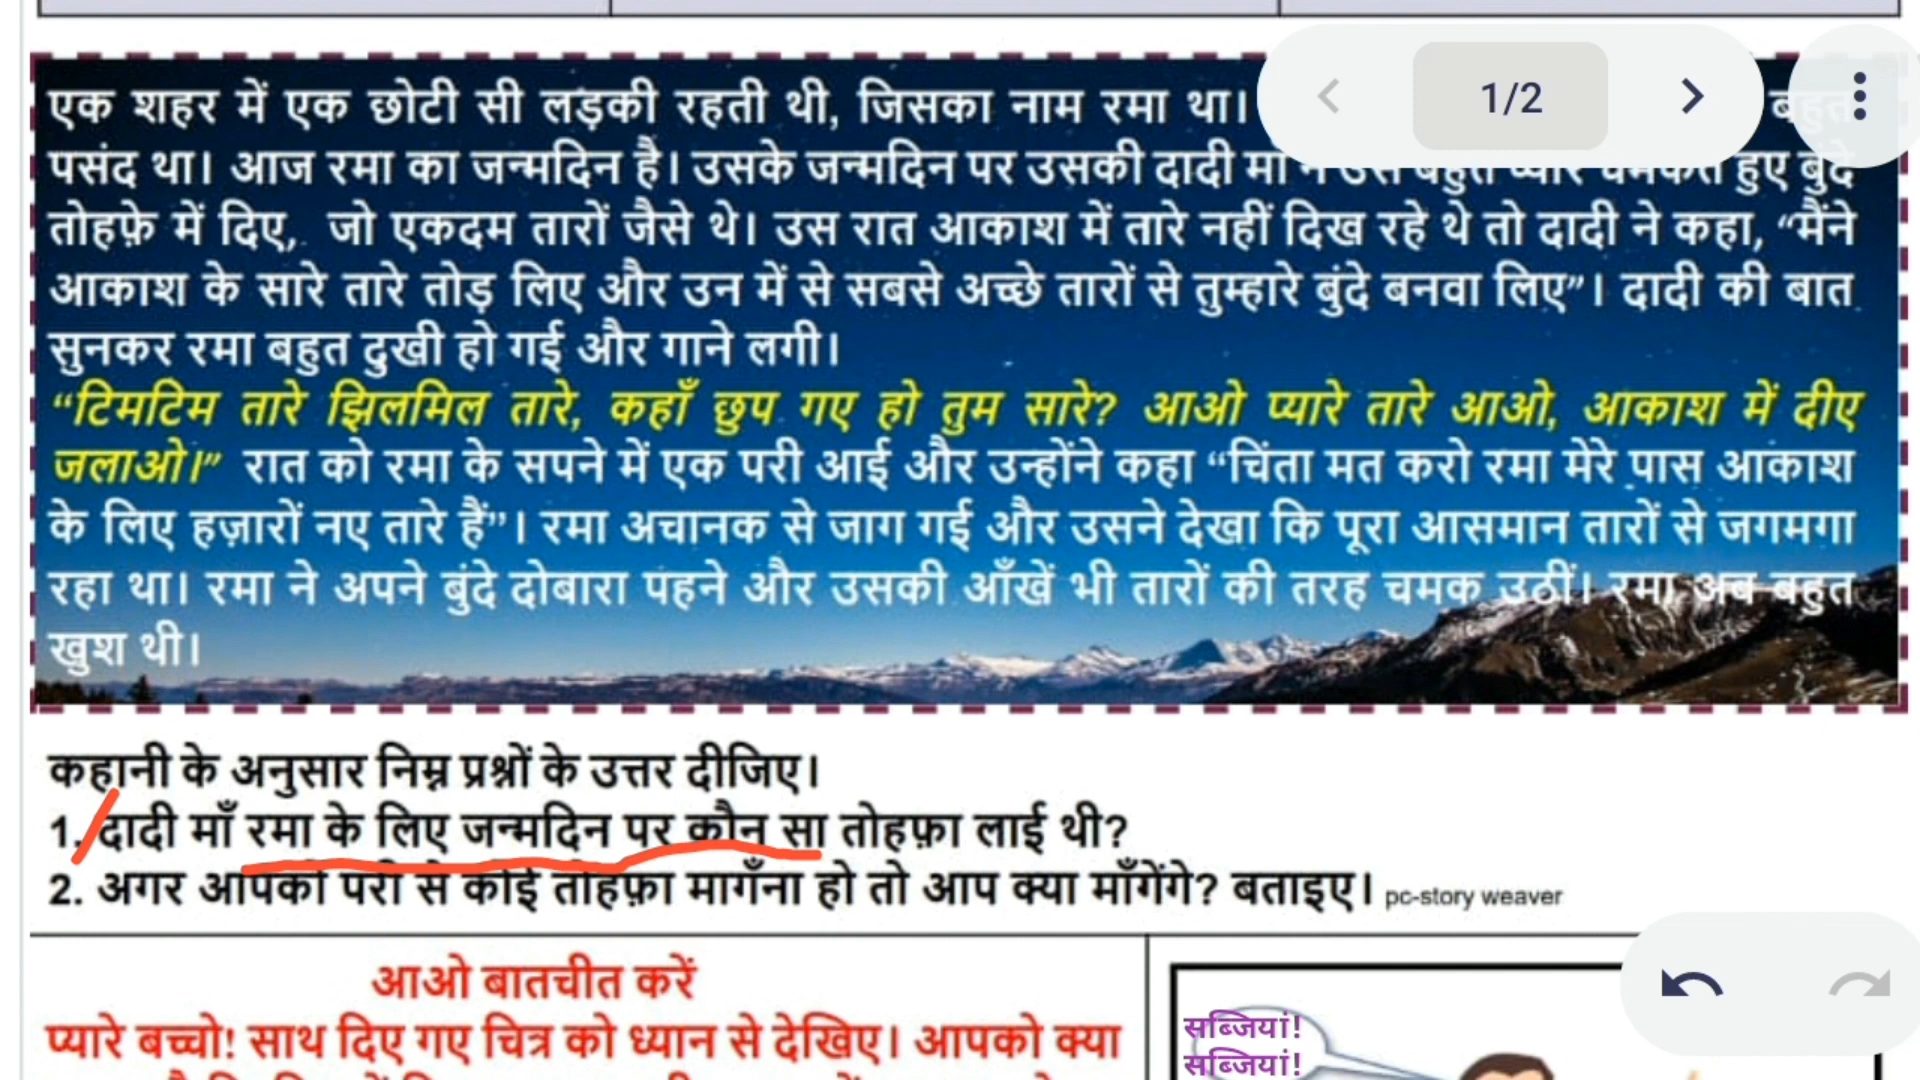 एक शहर में एक छोटी सी लड़की रहती थी, जिसका नाम रमा था। बहुत
1/2
पसंद था। आज रमा का जन्मदिन है। उसके जन्मदिन पर उसकी दादी माँ ने उसे बहुत प्यारे चमकते हुए बुंदे
तोहफ़े में दिए, जो एकदम तारों जैसे थे। उस रात आकाश में तारे नहीं दिख रहे थे तो दादी ने कहा, “मैंने
आकाश के सारे तारे तोड़ लिए और उन में से सबसे अच्छे तारों से तुम्हारे बुंदे बनवा लिए”। दादी की बात
सुनकर रमा बहुत दुखी हो गई और गाने लगी।
“टिमटिम तारे झिलमिल तारे, कहाँ छुप गए हो तुम सारे? आओ प्यारे तारे आओ, आकाश में दीए
जलाओ।” रात को रमा के सपने में एक परी आई और उन्होंने कहा “चिंता मत करो रमा मेरे पास आकाश
के लिए हज़ारों नए तारे हैं”। रमा अचानक से जाग गई और उसने देखा कि पूरा आसमान तारों से जगमगा
रहा था। रमा ने अपने बुंदे दोबारा पहने और उसकी आँखें भी तारों की तरह चमक उठीं। रमा अब बहुत
खुश थी।
कहानी के अनुसार निम्न प्रश्नों के उत्तर दीजिए।
1. दादी माँ रमा के लिए जन्मदिन पर कौन सा तोहफ़ा लाई थी?
2. अगर आपको परी से कोई तोहफ़ा मागँना हो तो आप क्या माँगेंगे? बताइए। pc-story weaver
आओ बातचीत करें
प्यारे बच्चो! साथ दिए गए चित्र को ध्यान से देखिए। आपको क्या
सब्जियां!
सब्जियां!